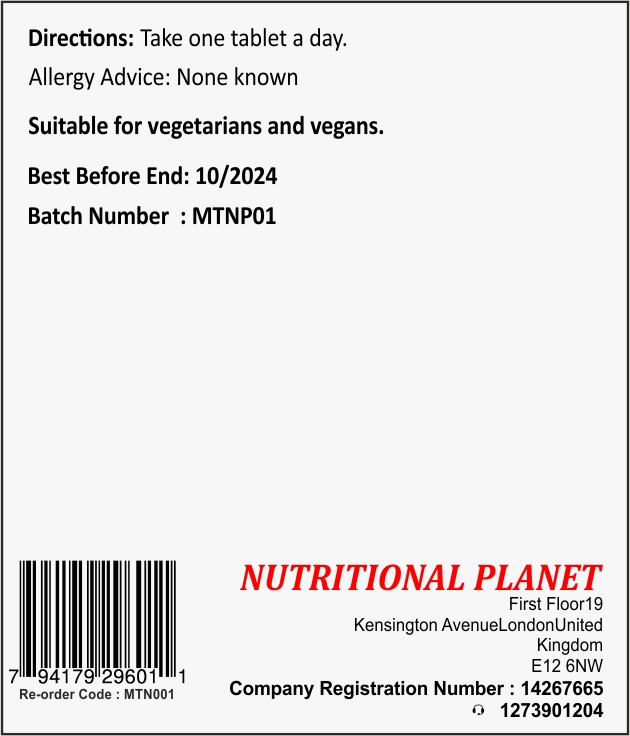 Directions: Take one tablet a day.
Allergy Advice: None known
Suitable for vegetarians and vegans.
Best Before End: 10/2024
Batch Number : MTNP01
7 94179 29601 1
Re-order Code : MTN001
NUTRITIONAL PLANET
First Floor19
Kensington AvenueLondonUnited
Kingdom
E12 6NW
Company Registration Number : 14267665
1273901204